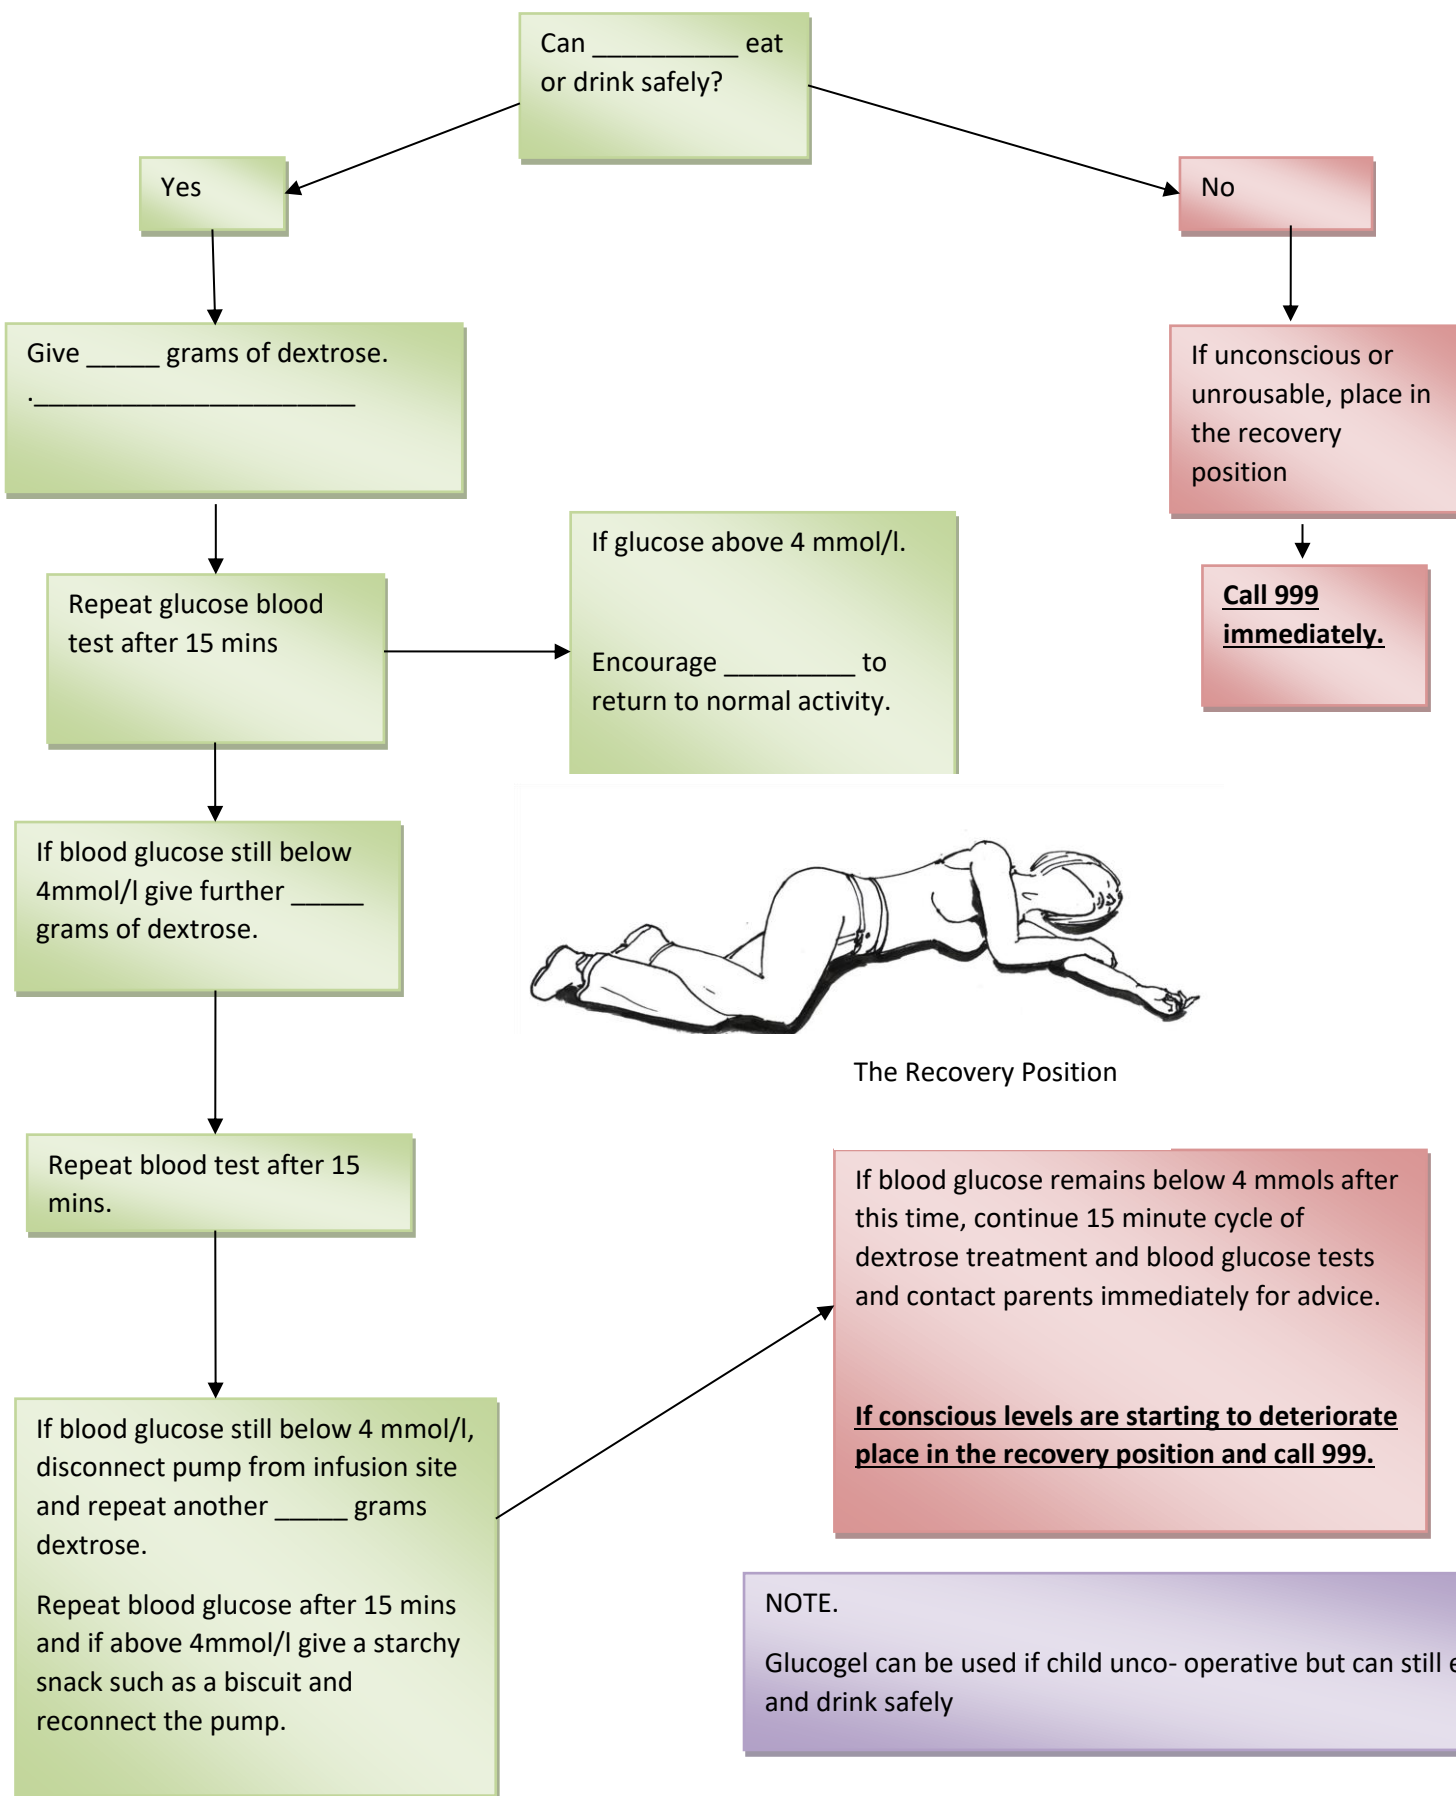 Can __________ eat
or drink safely?
Yes
No
Give _____ grams of dextrose.
.______________________
If unconscious or
unrousable, place in
the recovery
position
If glucose above 4 mmol/l.
Encourage _________ to
return to normal activity.
Repeat glucose blood
test after 15 mins
Call 999
immediately.
If blood glucose still below
4mmol/l give further _____
grams of dextrose.
The Recovery Position
Repeat blood test after 15
mins.
If blood glucose remains below 4 mmols after
this time, continue 15 minute cycle of
dextrose treatment and blood glucose tests
and contact parents immediately for advice.
If conscious levels are starting to deteriorate
place in the recovery position and call 999.
If blood glucose still below 4 mmol/l,
disconnect pump from infusion site
and repeat another _____ grams
dextrose.
Repeat blood glucose after 15 mins
and if above 4mmol/l give a starchy
snack such as a biscuit and
reconnect the pump.
NOTE.
Glucogel can be used if child unco- operative but can still
and drink safely